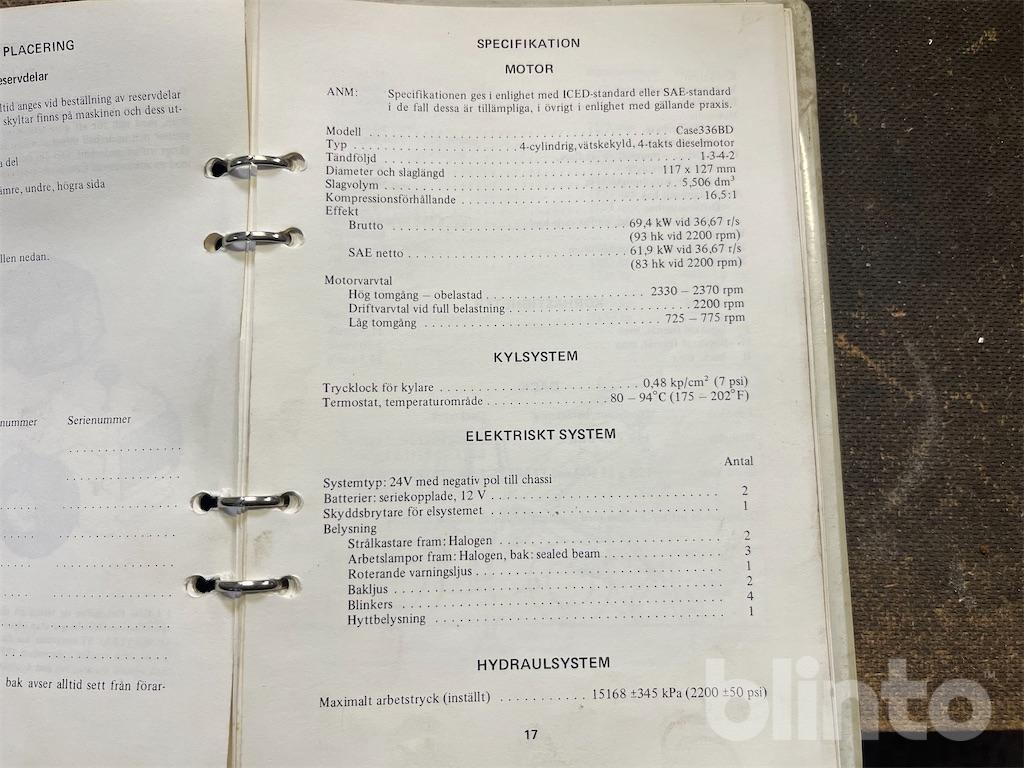 PLACERING
eservdelar
ltid anges vid beställning av reservdelar
skyltar finns på maskinen och dess ut-
a del
ämre, undre, högra sida
llen nedan.
nummer Serienummer
bak avser alltid sett från förar-
SPECIFIKATION
MOTOR
ANM: Specifikationen ges i enlighet med ICED-standard eller SAE-standard
i de fall dessa är tillämpliga, i övrigt i enlighet med gällande praxis.
Modell . . . . . . . . . . Case336BD
Typ . . . . . . . . . . 4-cylindrig, vätskekyld, 4-takts dieselmotor
Tändföljd . . . . . . . . . . 1-3-4-2
Diameter och slaglängd . . . . . . . . . . 117 x 127 mm
Slagvolym . . . . . . . . . . 5,506 dm³
Kompressionsförhållande . . . . . . . . . . 16,5:1
Effekt
Brutto . . . . . . . . . . 69,4 kW vid 36,67 r/s
(93 hk vid 2200 rpm)
SAE netto . . . . . . . . . . 61,9 kW vid 36,67 r/s
(83 hk vid 2200 rpm)
Motorvarvtal
Hög tomgång – obelastad . . . . . . . . . . 2330 – 2370 rpm
Driftvarvtal vid full belastning . . . . . . . . . . 2200 rpm
Låg tomgång . . . . . . . . . . 725 – 775 rpm
KYLSYSTEM
Trycklock för kylare . . . . . . . . . . 0,48 kp/cm² (7 psi)
Termostat, temperaturområde . . . . . . . . . . 80 – 94°C (175 – 202°F)
ELEKTRISKT SYSTEM
Antal
Systemtyp: 24V med negativ pol till chassi
Batterier: seriekopplade, 12 V . . . . . . . . . . 2
Skyddsbrytare för elsystemet . . . . . . . . . . 1
Belysning
Strålkastare fram: Halogen . . . . . . . . . . 2
Arbetslampor fram: Halogen, bak: sealed beam . . . . . . . . . . 3
Roterande varningsljus . . . . . . . . . . 1
Bakljus . . . . . . . . . . 2
Blinkers . . . . . . . . . . 4
Hyttbelysning . . . . . . . . . . 1
HYDRAULSYSTEM
Maximalt arbetstryck (inställt) . . . . . . . . . . 15168 ±345 kPa (2200 ±50 psi)
17
blinto™